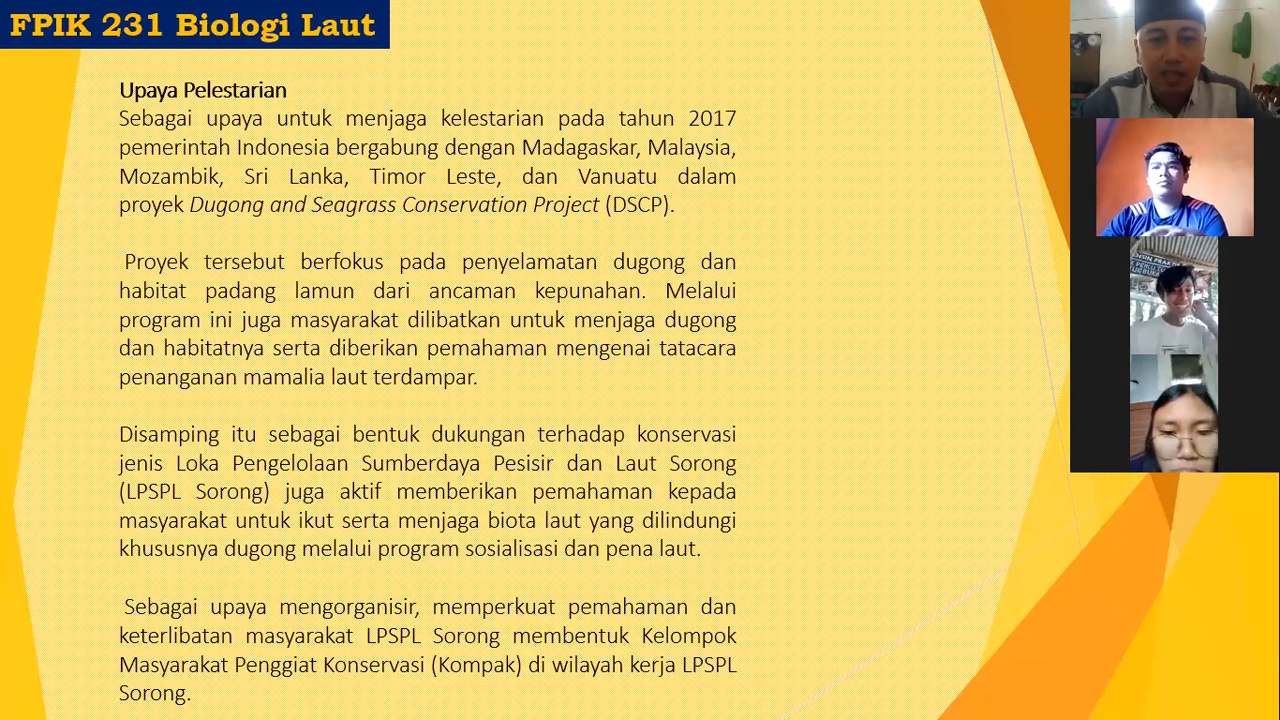 FPIK 231 Biologi Laut
Upaya Pelestarian
Sebagai upaya untuk menjaga kelestarian pada tahun 2017
pemerintah Indonesia bergabung dengan Madagaskar, Malaysia,
Mozambik, Sri Lanka, Timor Leste, dan Vanuatu dalam
proyek Dugong and Seagrass Conservation Project (DSCP).
Proyek tersebut berfokus pada penyelamatan dugong dan
habitat padang lamun dari ancaman kepunahan. Melalui
program ini juga masyarakat dilibatkan untuk menjaga dugong
dan habitatnya serta diberikan pemahaman mengenai tatacara
penanganan mamalia laut terdampar.
Disamping itu sebagai bentuk dukungan terhadap konservasi
jenis Loka Pengelolaan Sumberdaya Pesisir dan Laut Sorong
(LPSPL Sorong) juga aktif memberikan pemahaman kepada
masyarakat untuk ikut serta menjaga biota laut yang dilindungi
khususnya dugong melalui program sosialisasi dan pena laut.
Sebagai upaya mengorganisir, memperkuat pemahaman dan
keterlibatan masyarakat LPSPL Sorong membentuk Kelompok
Masyarakat Penggiat Konservasi (Kompak) di wilayah kerja LPSPL
Sorong.